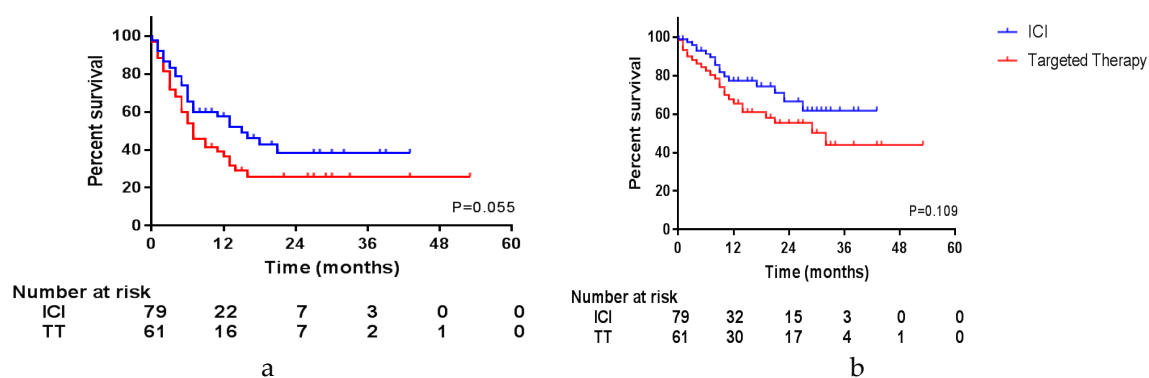 100
80
60
40
20
0
Percent survival
P=0.055
0 12 24 36 48 60
Time (months)
Number at risk
ICI 79 22 7 3 0 0
TT 61 16 7 2 1 0
a
100
80
60
40
20
0
Percent survival
P=0.109
0 12 24 36 48 60
Time (months)
Number at risk
ICI 79 32 15 3 0 0
TT 61 30 17 4 1 0
b
ICI
Targeted Therapy